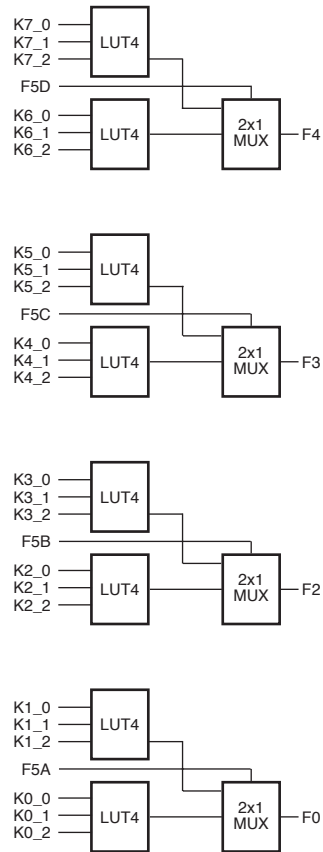 K7_0
K7_1
K7_2
LUT4
F5D
K6_0
K6_1
K6_2
LUT4
2x1
MUX
F4
K5_0
K5_1
K5_2
LUT4
F5C
K4_0
K4_1
K4_2
LUT4
2x1
MUX
F3
K3_0
K3_1
K3_2
LUT4
F5B
K2_0
K2_1
K2_2
LUT4
2x1
MUX
F2
K1_0
K1_1
K1_2
LUT4
F5A
K0_0
K0_1
K0_2
LUT4
2x1
MUX
F0